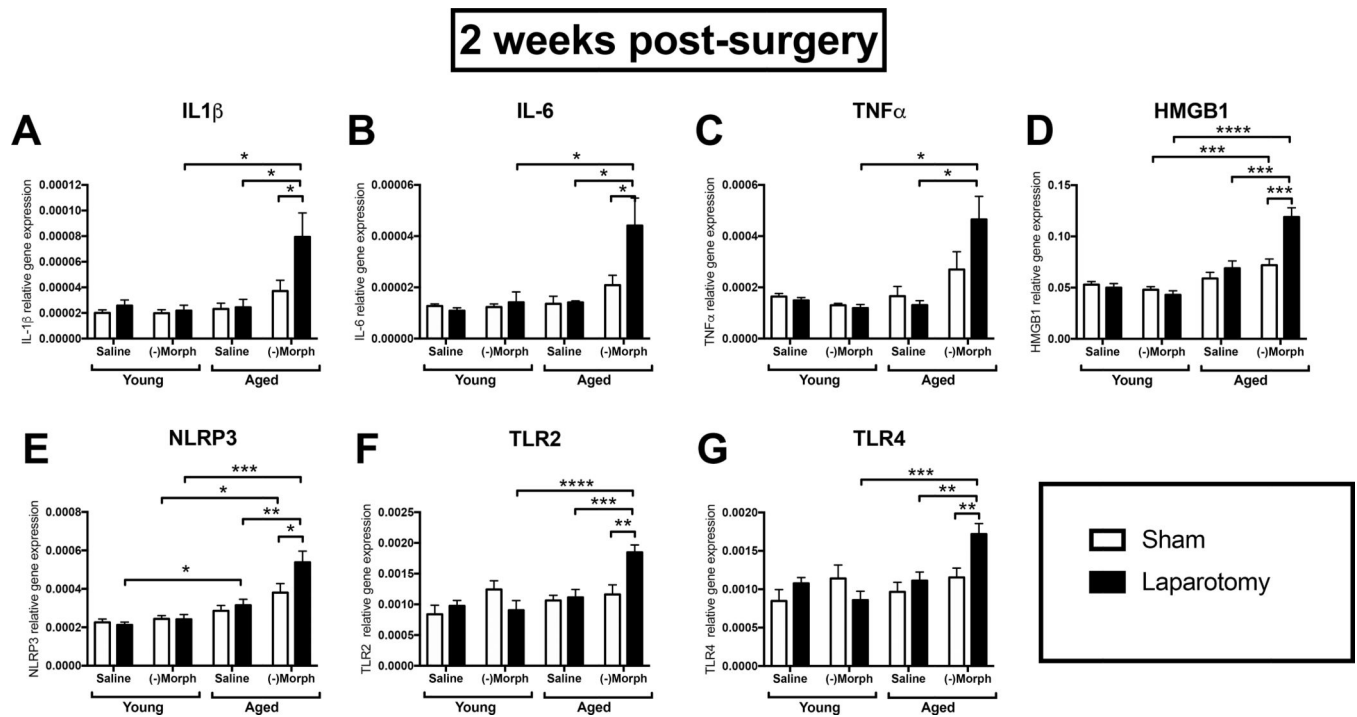 2 weeks post-surgery
A
IL1β
IL-1β relative gene expression
0.00012
0.00010
0.00008
0.00006
0.00004
0.00002
0.00000
*
*
*
Saline (-)Morph Saline (-)Morph
Young Aged
B
IL-6
IL-6 relative gene expression
0.00006
0.00004
0.00002
0.00000
*
*
*
Saline (-)Morph Saline (-)Morph
Young Aged
C
TNFα
TNFα relative gene expression
0.0006
0.0004
0.0002
0.0000
*
*
Saline (-)Morph Saline (-)Morph
Young Aged
D
HMGB1
HMGB1 relative gene expression
0.15
0.10
0.05
0.00
****
***
***
***
Saline (-)Morph Saline (-)Morph
Young Aged
E
NLRP3
NLRP3 relative gene expression
0.0008
0.0006
0.0004
0.0002
0.0000
***
*
**
*
*
Saline (-)Morph Saline (-)Morph
Young Aged
F
TLR2
TLR2 relative gene expression
0.0025
0.0020
0.0015
0.0010
0.0005
0.0000
****
***
**
Saline (-)Morph Saline (-)Morph
Young Aged
G
TLR4
TLR4 relative gene expression
0.0020
0.0015
0.0010
0.0005
0.0000
***
**
**
Saline (-)Morph Saline (-)Morph
Young Aged
Sham
Laparotomy